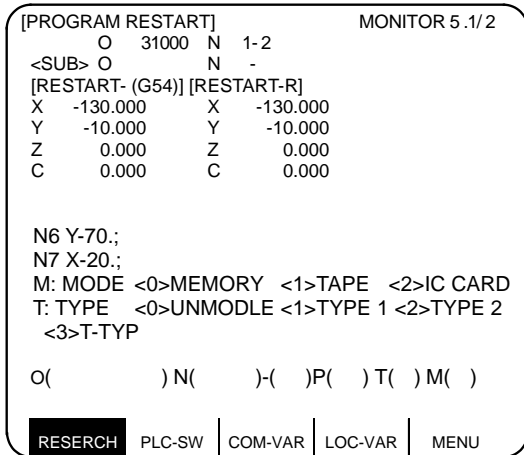 [PROGRAM RESTART] MONITOR 5 .1/ 2
O 31000 N 1- 2
<SUB> O N -
[RESTART- (G54)] [RESTART-R]
X -130.000 X -130.000
Y -10.000 Y -10.000
Z 0.000 Z 0.000
C 0.000 C 0.000
N6 Y-70.;
N7 X-20.;
M: MODE <0>MEMORY <1>TAPE <2>IC CARD
T: TYPE <0>UNMODLE <1>TYPE 1 <2>TYPE 2
<3>T-TYP
O( ) N( )-( )P( ) T( ) M( )
RESERCH PLC-SW COM-VAR LOC-VAR MENU